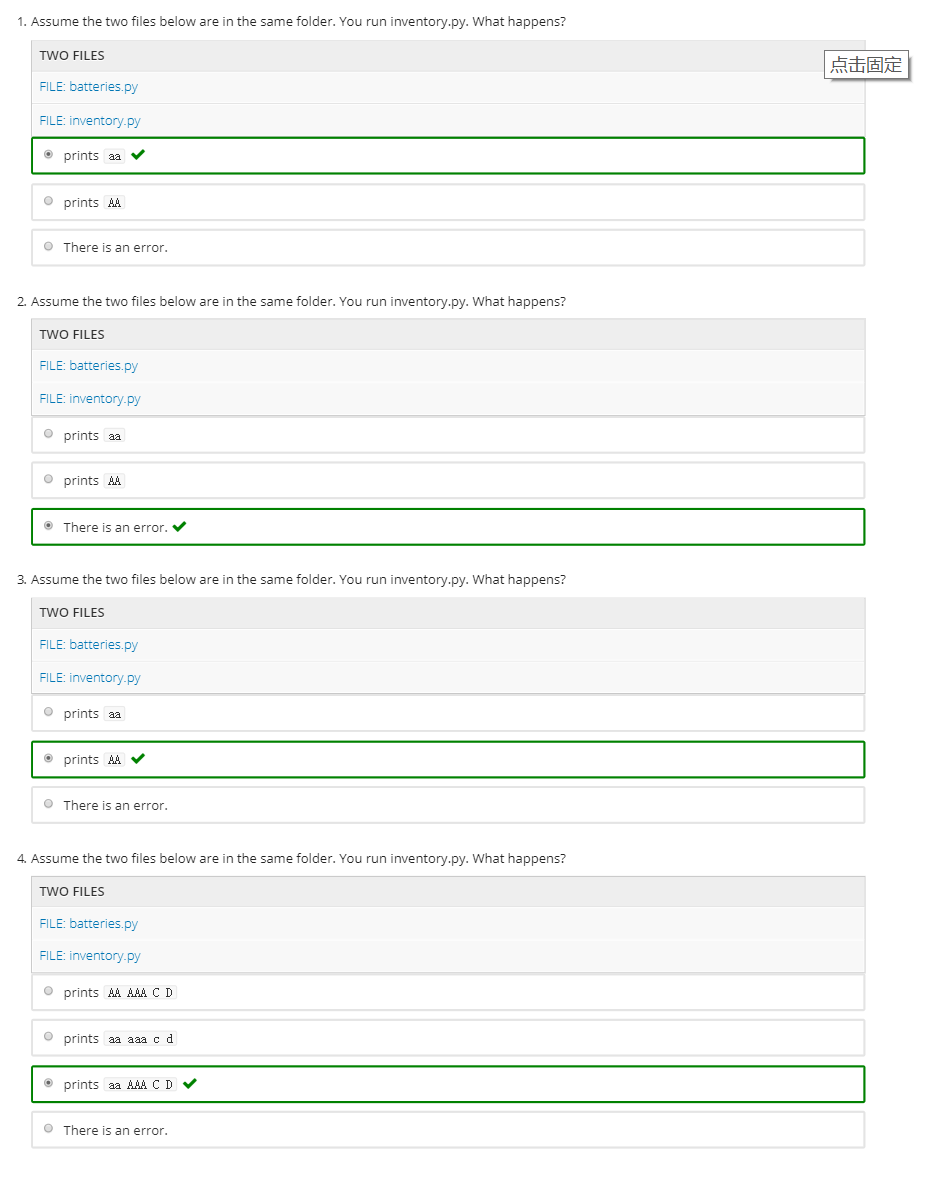 1. Assume the two files below are in the same folder. You run inventory.py. What happens?
TWO FILES
点击固定
FILE: batteries.py
FILE: inventory.py
prints aa
prints AA
There is an error.
2. Assume the two files below are in the same folder. You run inventory.py. What happens?
TWO FILES
FILE: batteries.py
FILE: inventory.py
prints aa
prints AA
There is an error.
3. Assume the two files below are in the same folder. You run inventory.py. What happens?
TWO FILES
FILE: batteries.py
FILE: inventory.py
prints aa
prints AA
There is an error.
4. Assume the two files below are in the same folder. You run inventory.py. What happens?
TWO FILES
FILE: batteries.py
FILE: inventory.py
prints AA AAA C D
prints aa aaa c d
prints aa AAA C D
There is an error.